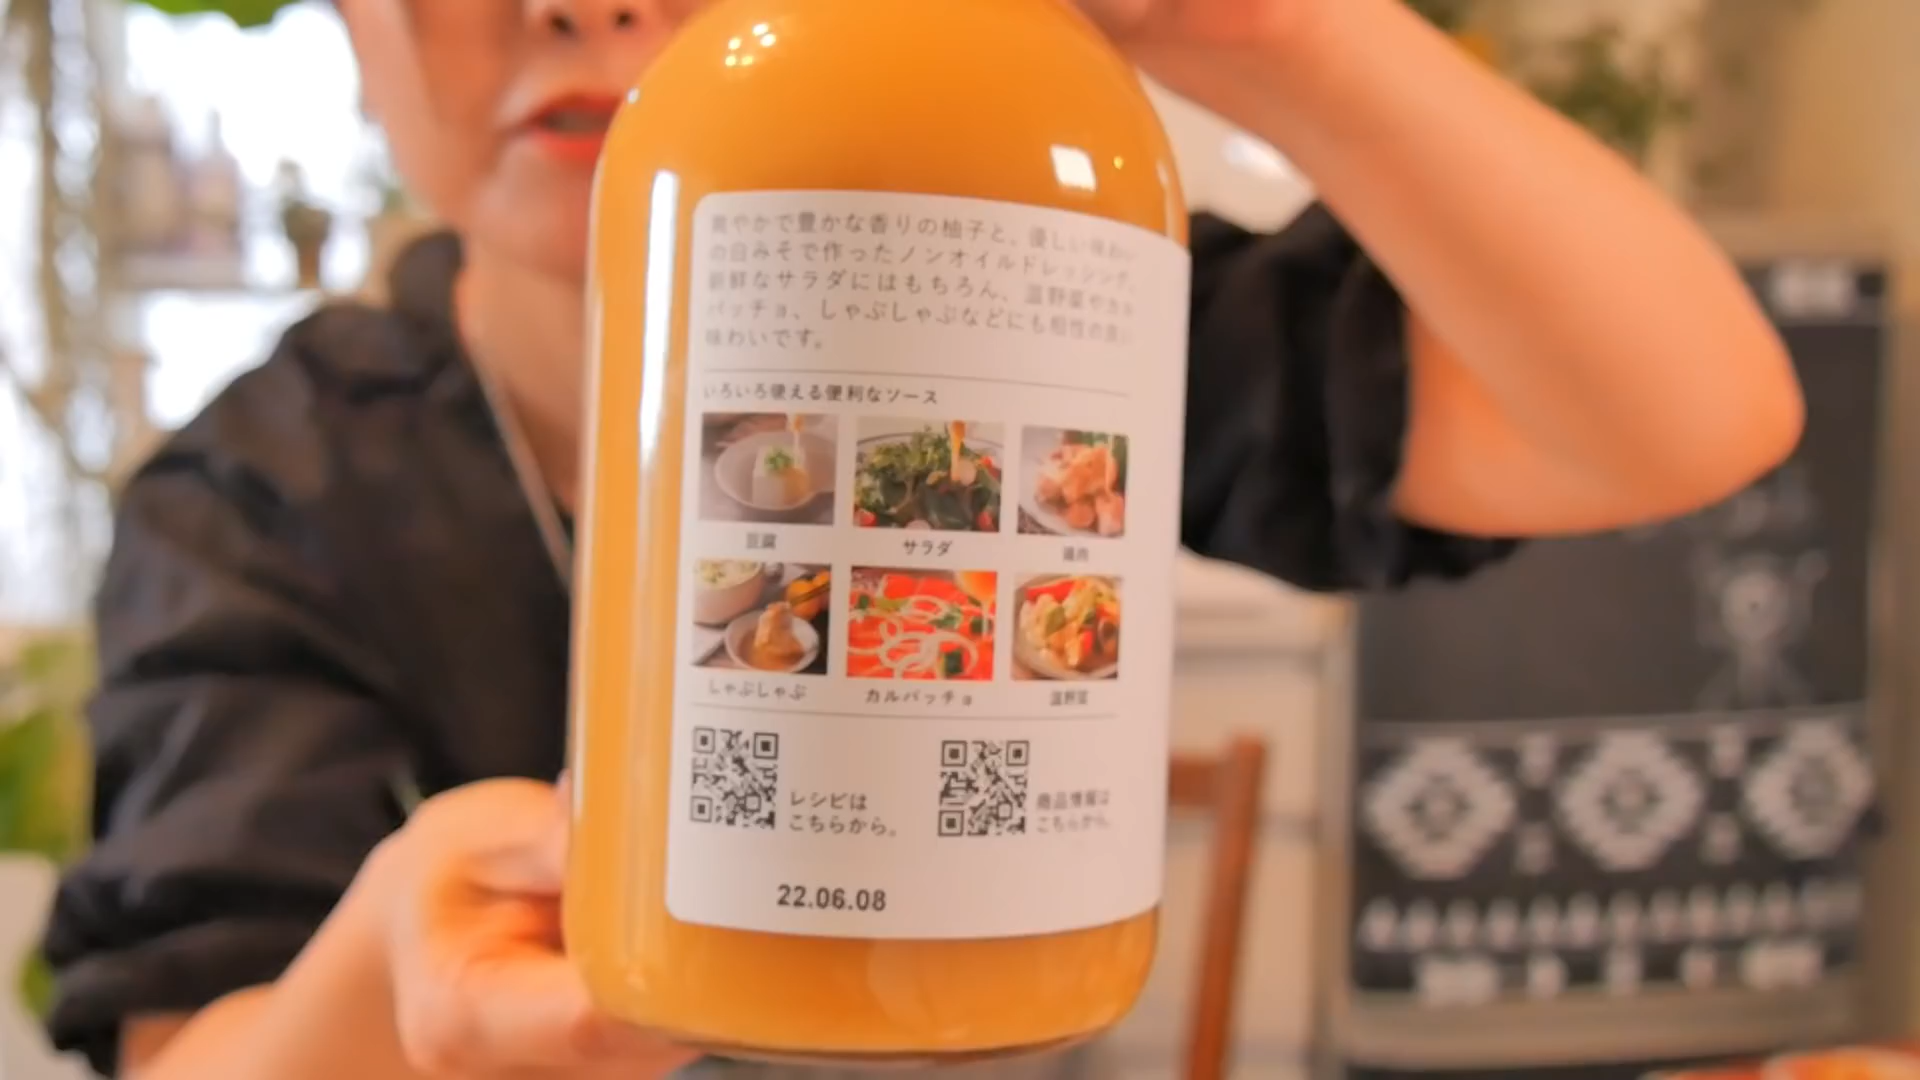 爽やかで豊かな香りの柚子と、優しい味わい
の白みそで作ったノンオイルドレッシング。
新鮮なサラダにはもちろん、温野菜やカル
パッチョ、しゃぶしゃぶなどにも相性の良い
味わいです。
いろいろ使える便利なソース
豆腐
サラダ
鶏肉
しゃぶしゃぶ
カルパッチョ
温野菜
レシピは
こちらから。
商品情報は
こちらから。
22.06.08